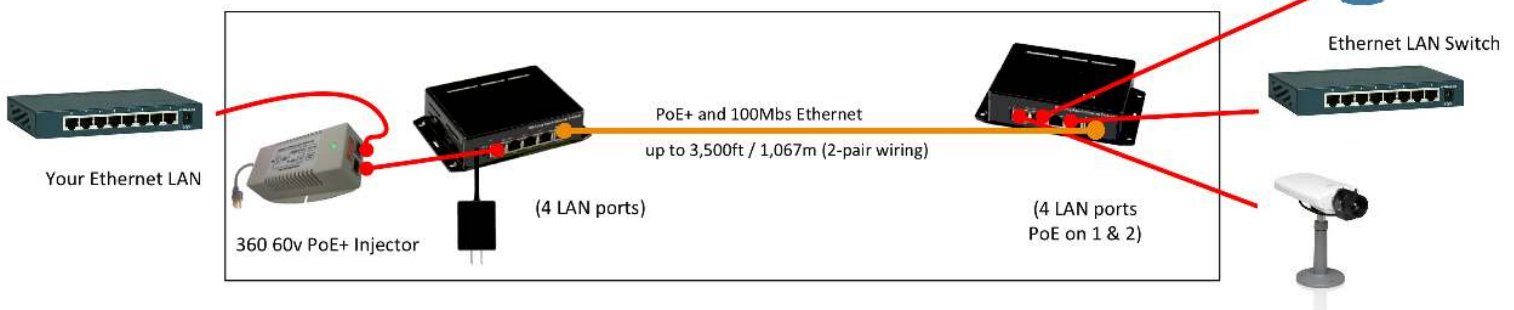 Ethernet LAN Switch
PoE+ and 100Mbs Ethernet
up to 3,500ft / 1,067m (2-pair wiring)
Your Ethernet LAN
(4 LAN ports)
(4 LAN ports
PoE on 1 & 2)
360 60v PoE+ Injector